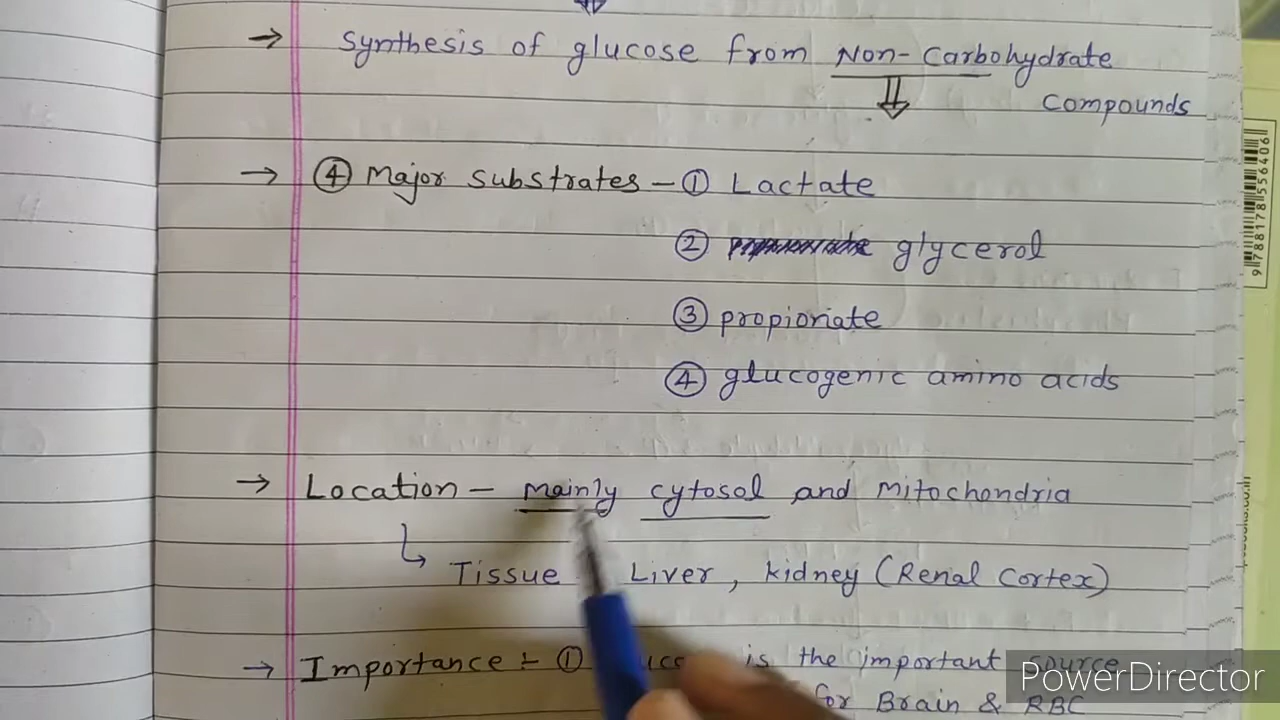 → Synthesis of glucose from Non-Carbohydrate
compounds
→ ④ Major substrates - ① Lactate
② glycerol
③ propionate
④ glucogenic amino acids
→ Location - mainly cytosol and mitochondria
Tissue Liver, kidney (Renal Cortex)
→ Importance :- ① is the important source
for Brain & RBC
PowerDirector
9788178556406